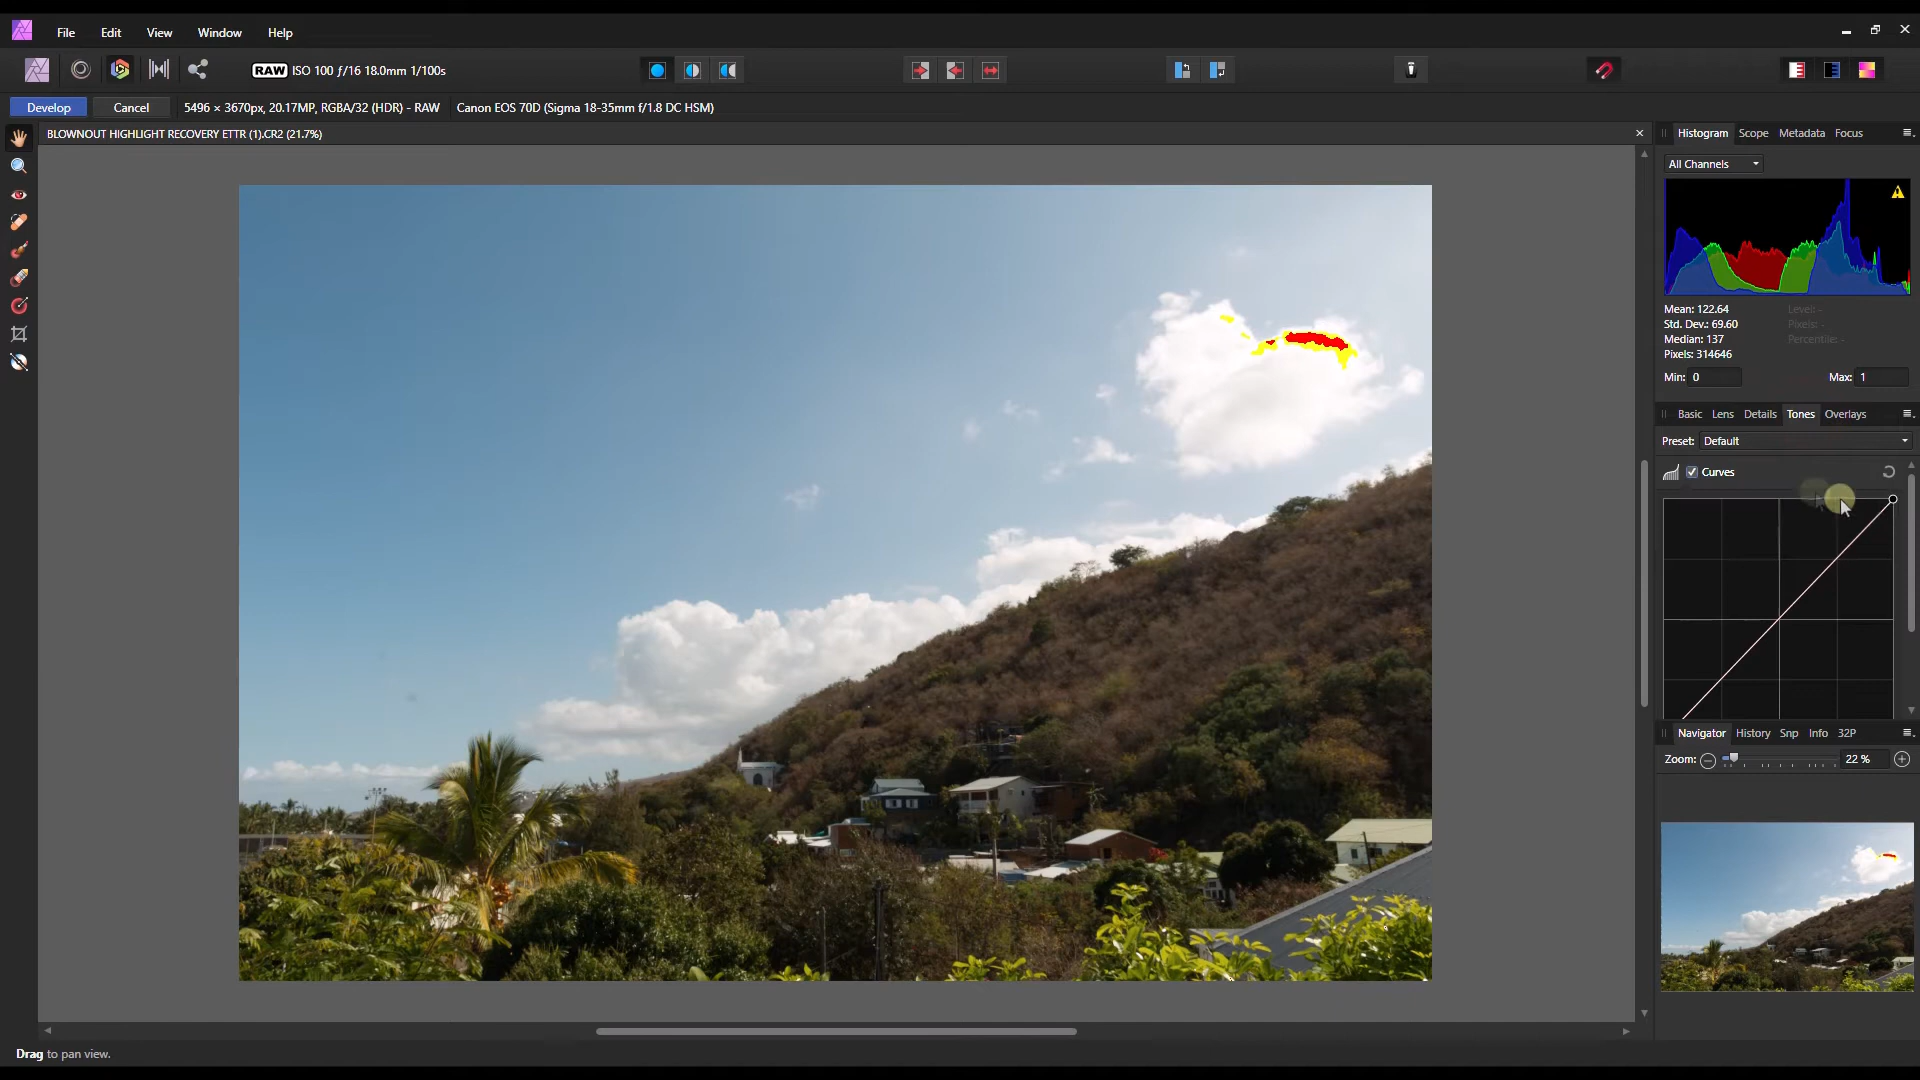 File Edit View Window Help
RAW ISO 100 ƒ/16 18.0mm 1/100s
Develop Cancel 5496 × 3670px, 20.17MP, RGBA/32 (HDR) - RAW Canon EOS 70D (Sigma 18-35mm f/1.8 DC HSM)
BLOWNOUT HIGHLIGHT RECOVERY ETTR (1).CR2 (21.7%)
Histogram Scope Metadata Focus
All Channels
Mean: 122.64 Level: -
Std. Dev.: 69.60 Pixels: -
Median: 137 Percentile: -
Pixels: 314646
Min: 0 Max: 1
Basic Lens Details Tones Overlays
Preset: Default
Curves
Navigator History Snp Info 32P
Zoom: 22 %
Drag to pan view.